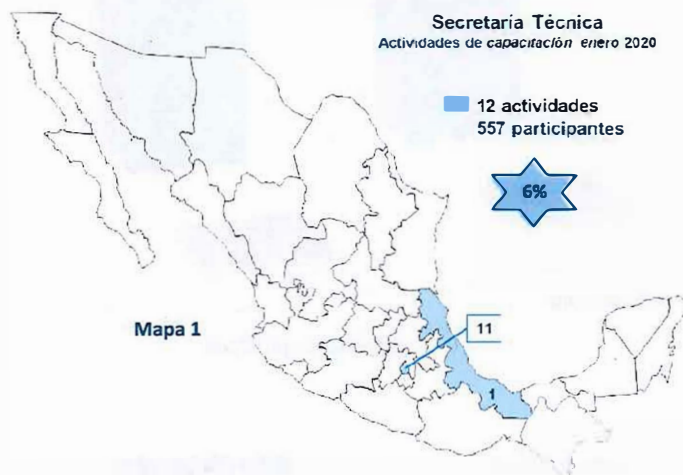 Secretaría Técnica
Actividades de capacitación enero 2020
12 actividades
557 participantes
6%
Mapa 1
11
1